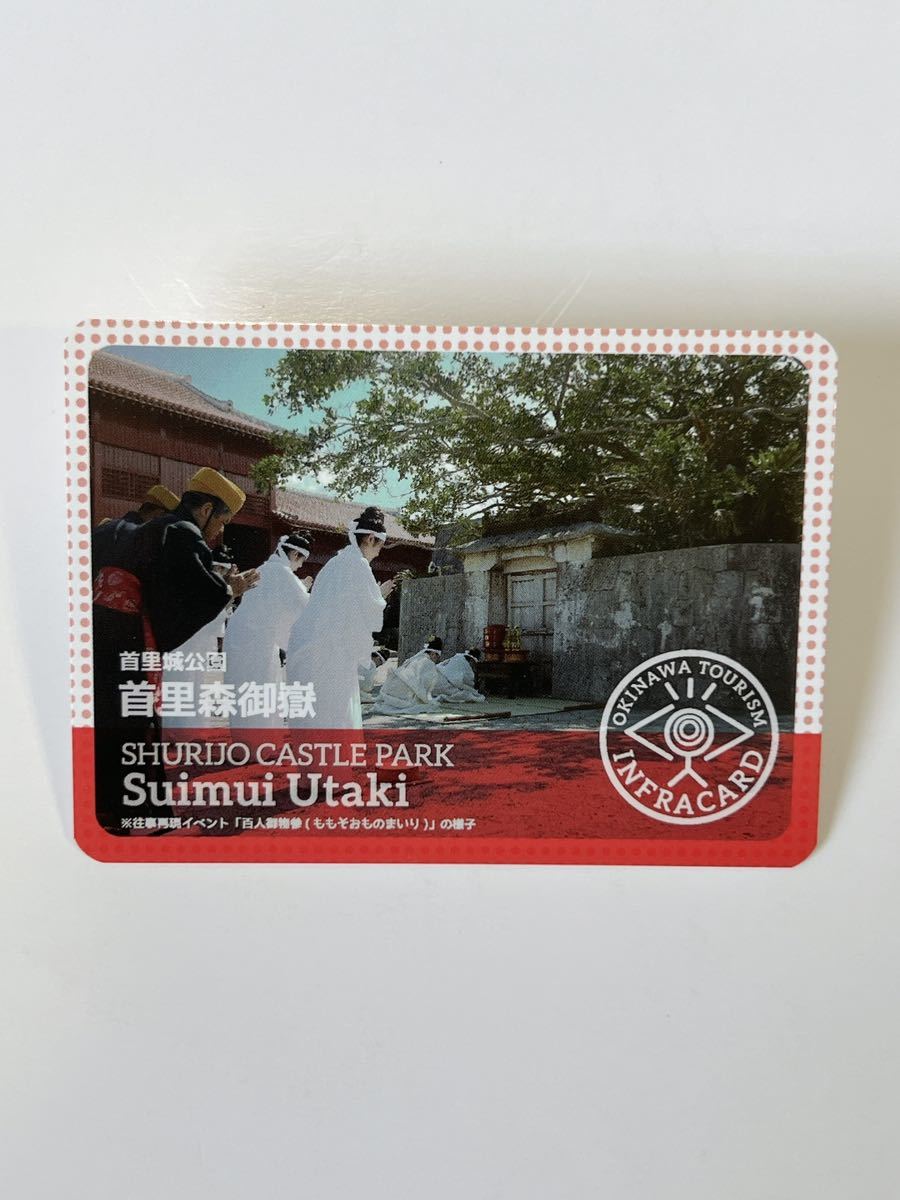 首里城公園
首里森御嶽
SHURIJO CASTLE PARK
Suimui Utaki
※往事再現イベント「百人御物参(ももそおものまいり)」の様子
OKINAWA TOURISM
INFRACARD